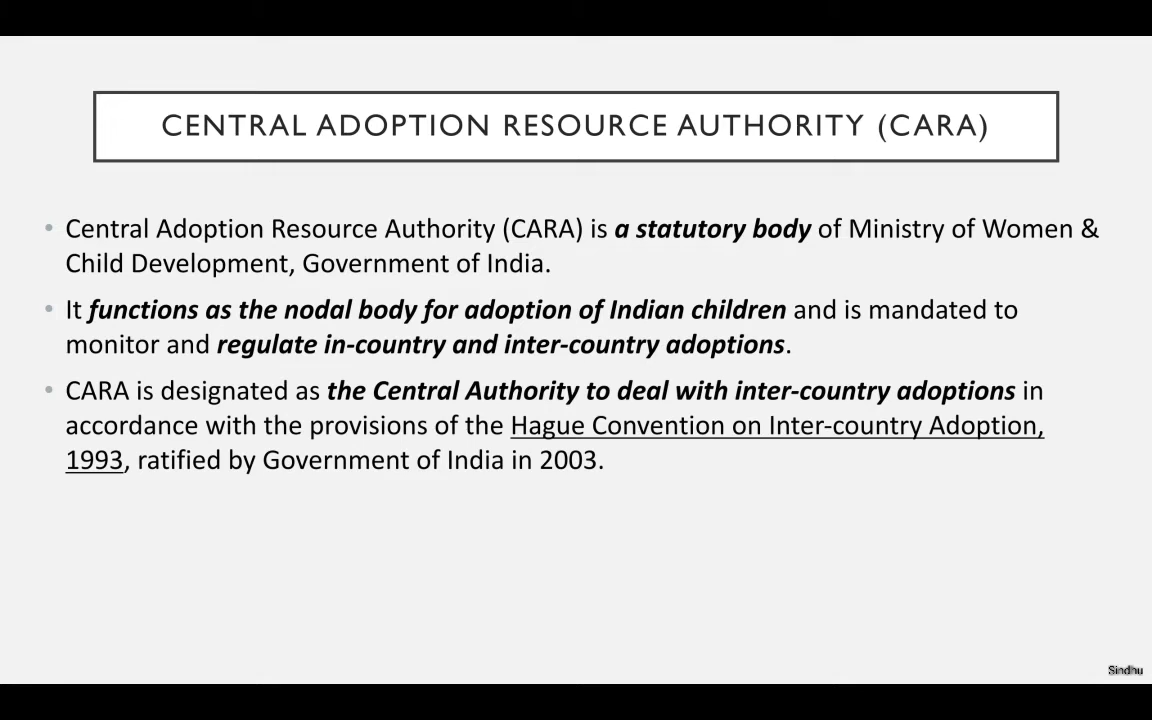 CENTRAL ADOPTION RESOURCE AUTHORITY (CARA)
• Central Adoption Resource Authority (CARA) is a statutory body of Ministry of Women &
Child Development, Government of India.
• It functions as the nodal body for adoption of Indian children and is mandated to
monitor and regulate in-country and inter-country adoptions.
• CARA is designated as the Central Authority to deal with inter-country adoptions in
accordance with the provisions of the Hague Convention on Inter-country Adoption,
1993, ratified by Government of India in 2003.
Sindhu